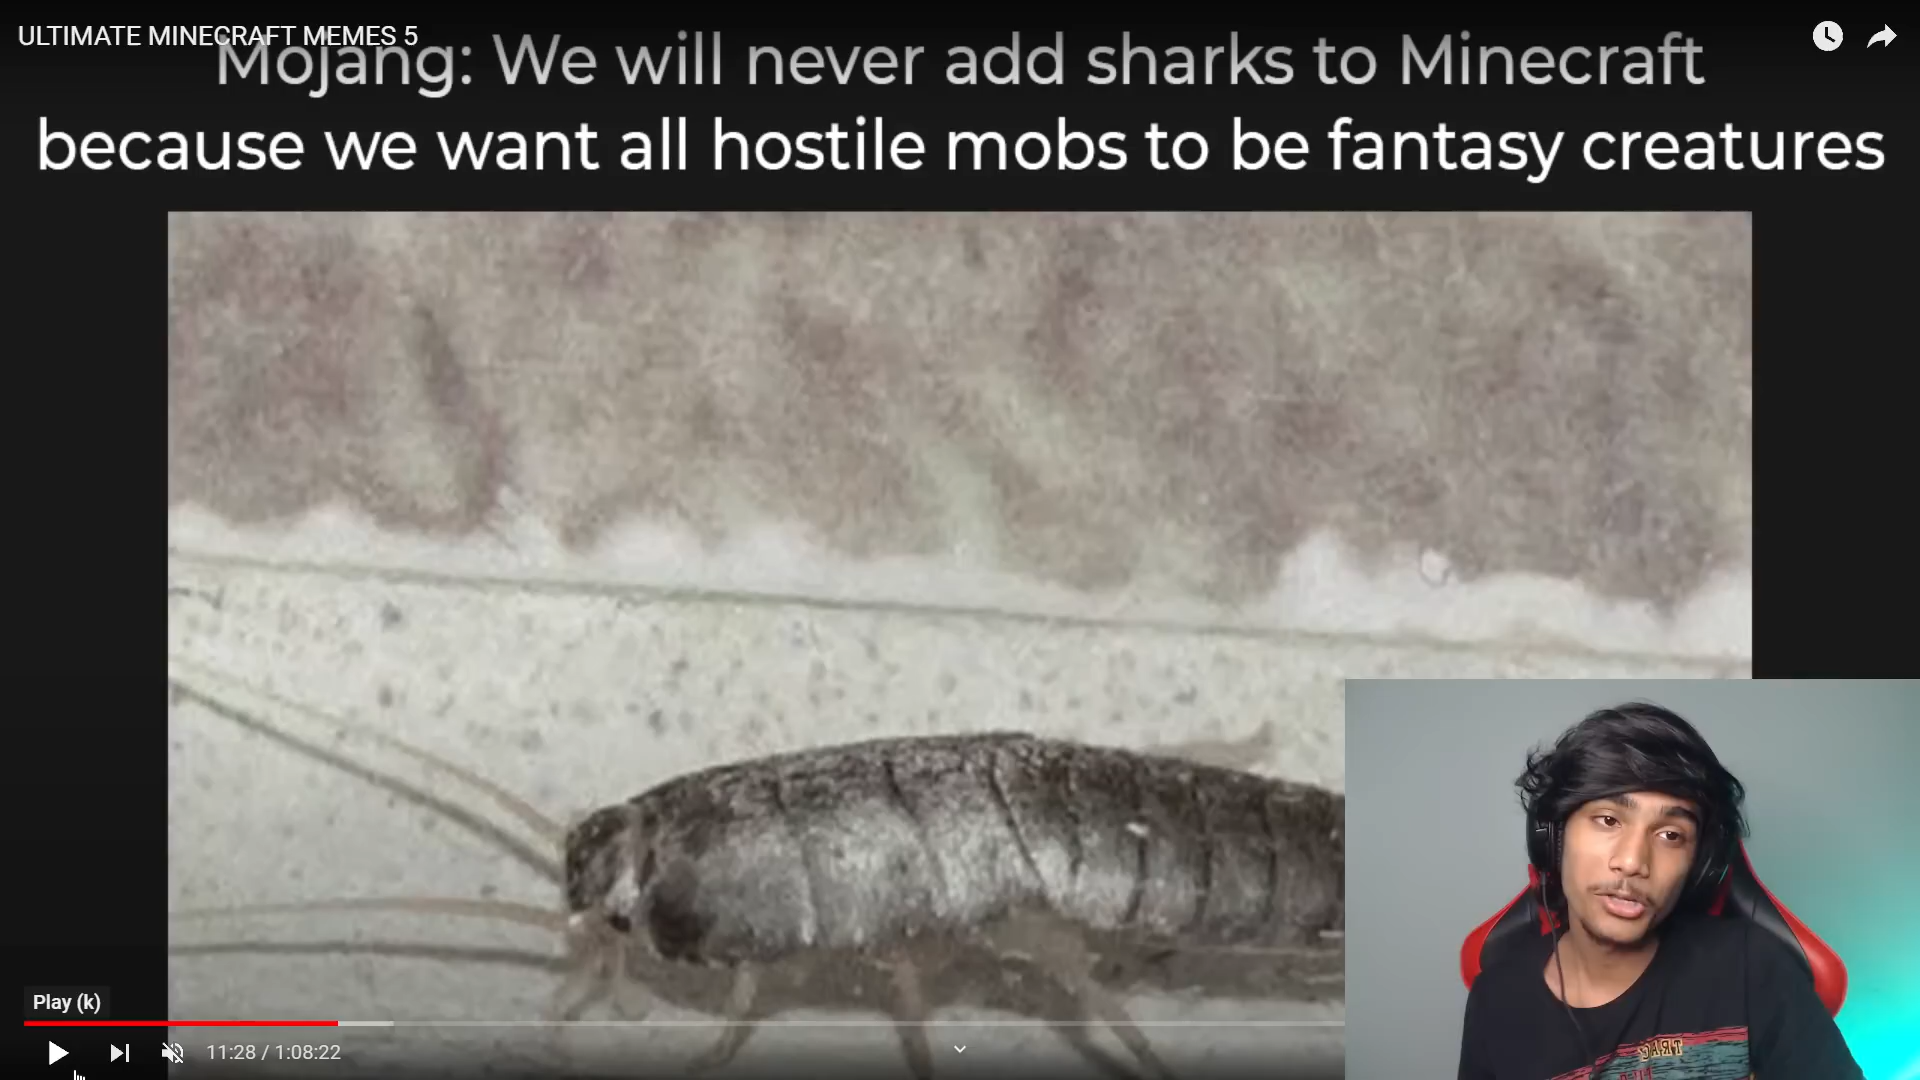 ULTIMATE MINECRAFT MEMES 5
Mojang: We will never add sharks to Minecraft
because we want all hostile mobs to be fantasy creatures
Play (k)
11:28 / 1:08:22